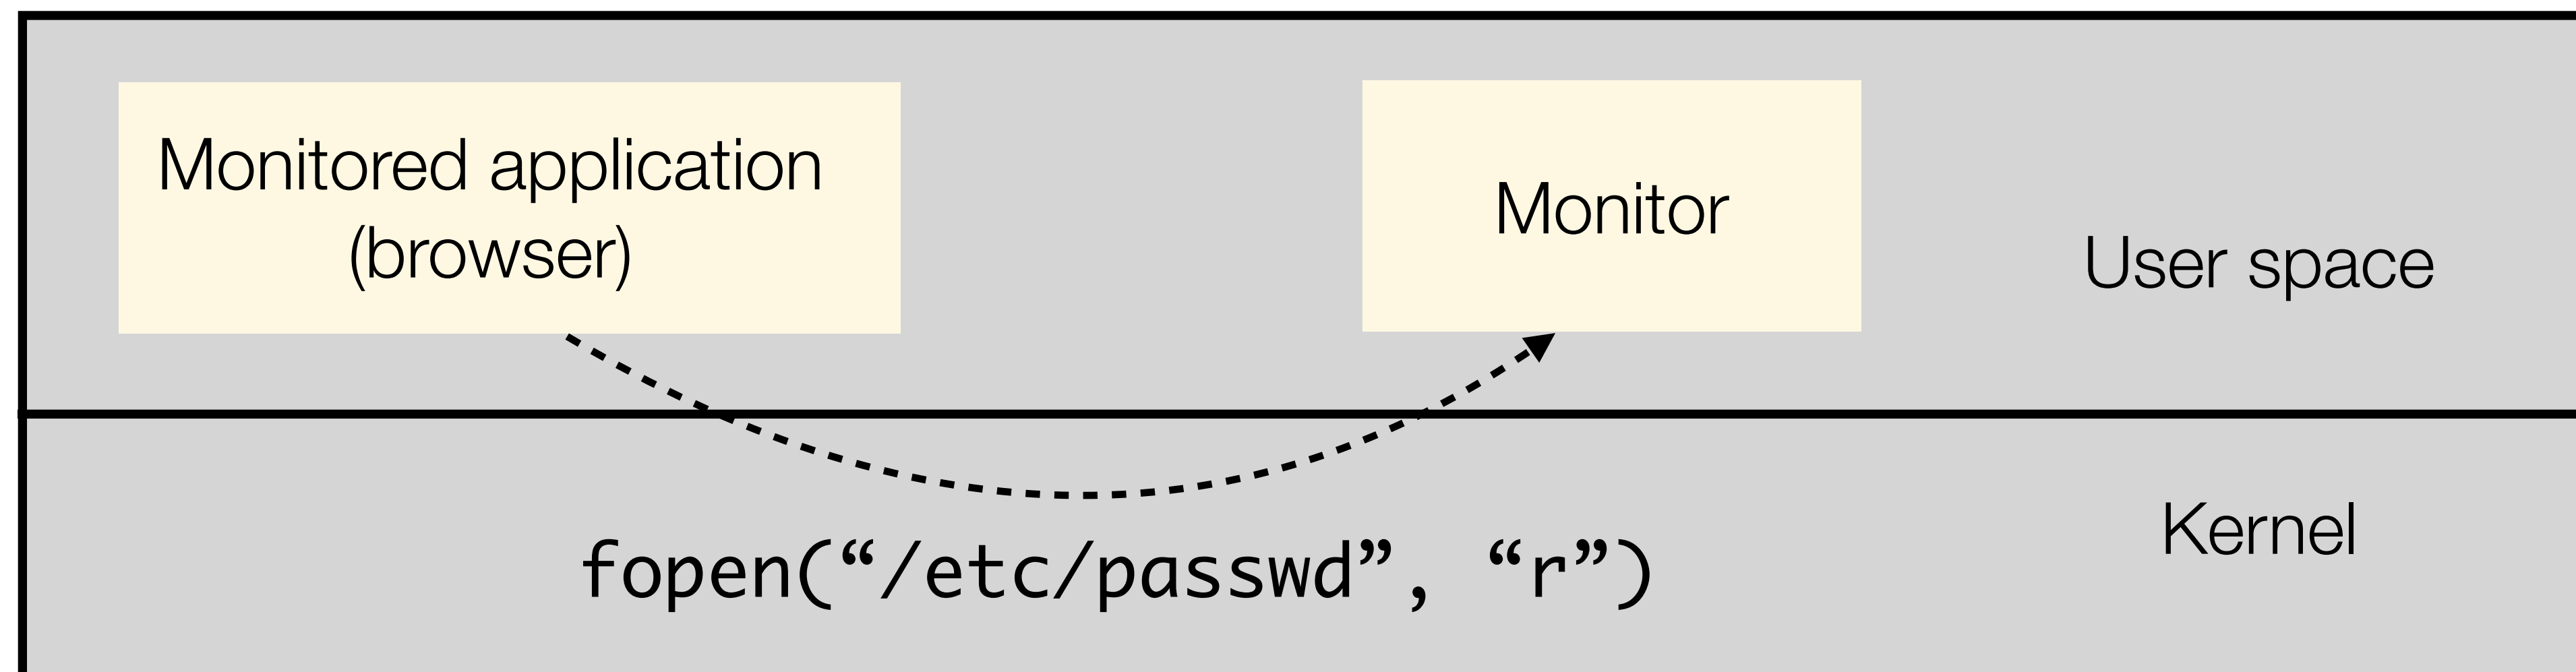 Monitored application
(browser)
Monitor
User space
Kernel
fopen(“/etc/passwd”, “r”)